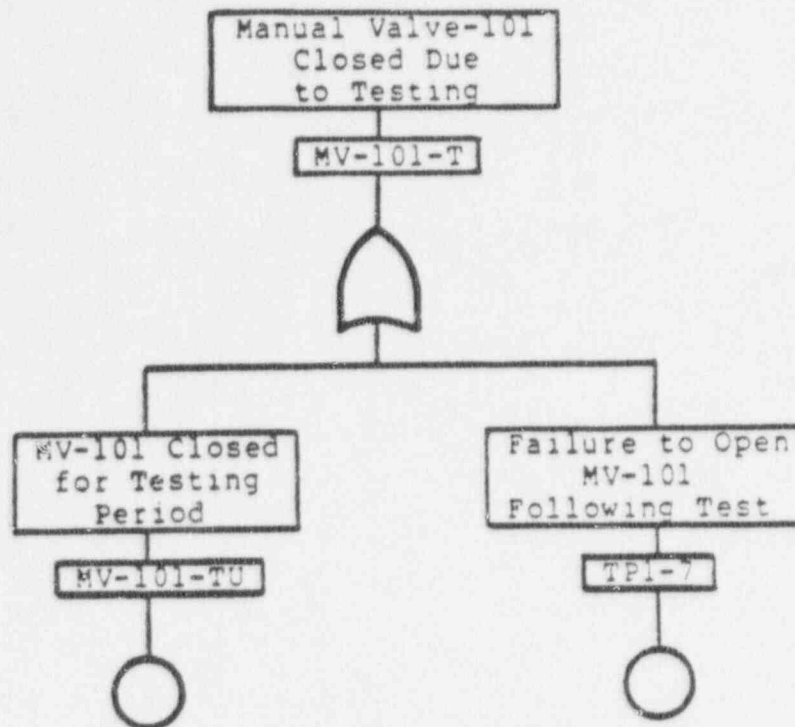 Manual Valve-101
Closed Due
to Testing
MV-101-T
MV-101 Closed
for Testing
Period
MV-101-TU
Failure to Open
MV-101
Following Test
TP1-7